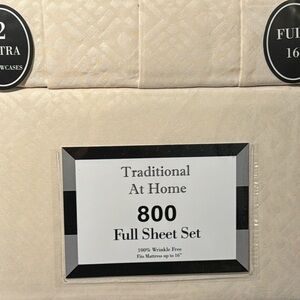 2
TRA
WCASES
FUL
16
Traditional
At Home
800
Full Sheet Set
100% Wrinkle Free
Fits Mattress up to 16"